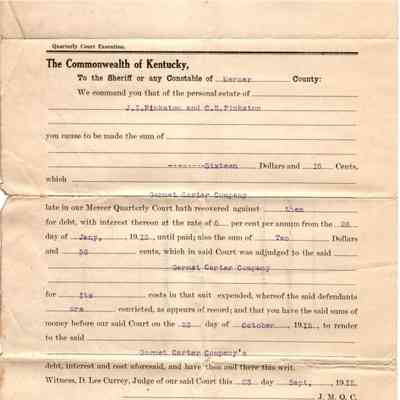 Quarterly Court Execution.
The Commonwealth of Kentucky,
To the Sheriff or any Constable of Mercer County:
We command you that of the personal estate of
J.I.Pinkston and C.E.Pinkston
you cause to be made the sum of
--------Sixteen Dollars and 15 Cents,
which
Garnet Carter Company
late in our Mercer Quarterly Court hath recovered against them
for debt, with interest thereon at the rate of 6 per cent per annum from the 26
day of Jany, 1912 until paid; also the sum of Two Dollars
and 50 cents, which in said Court was adjudged to the said
Garnet Carter Company
for its costs in that suit expended, whereof the said defendants
are convicted, as appears of record; and that you have the said sums of
money before our said Court on the day of October, 1912, to render
to the said
Garnet Carter Company's
debt, interest and cost aforesaid, and have then and there this writ.
Witness, D. Lee Currey, Judge of our said Court this 23 day Sept, 1912.
J. M. Q. C.